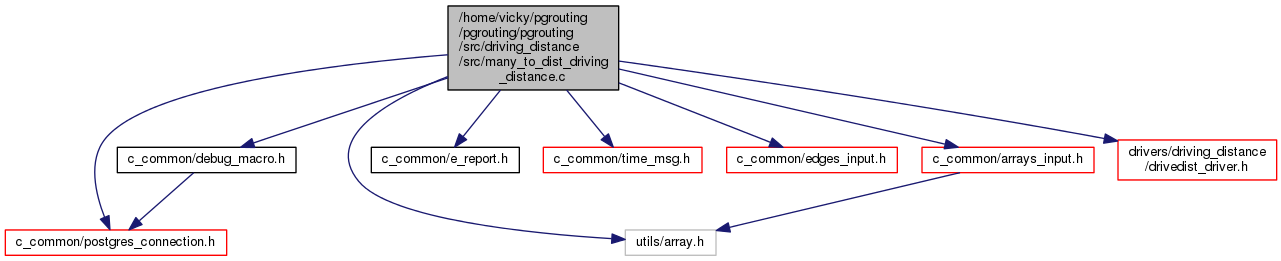 /home/vicky/pgrouting
/pgrouting/pgrouting
/src/driving_distance
/src/many_to_dist_driving
_distance.c
c_common/debug_macro.h
c_common/e_report.h
c_common/time_msg.h
c_common/edges_input.h
c_common/arrays_input.h
drivers/driving_distance
/drivedist_driver.h
c_common/postgres_connection.h
utils/array.h